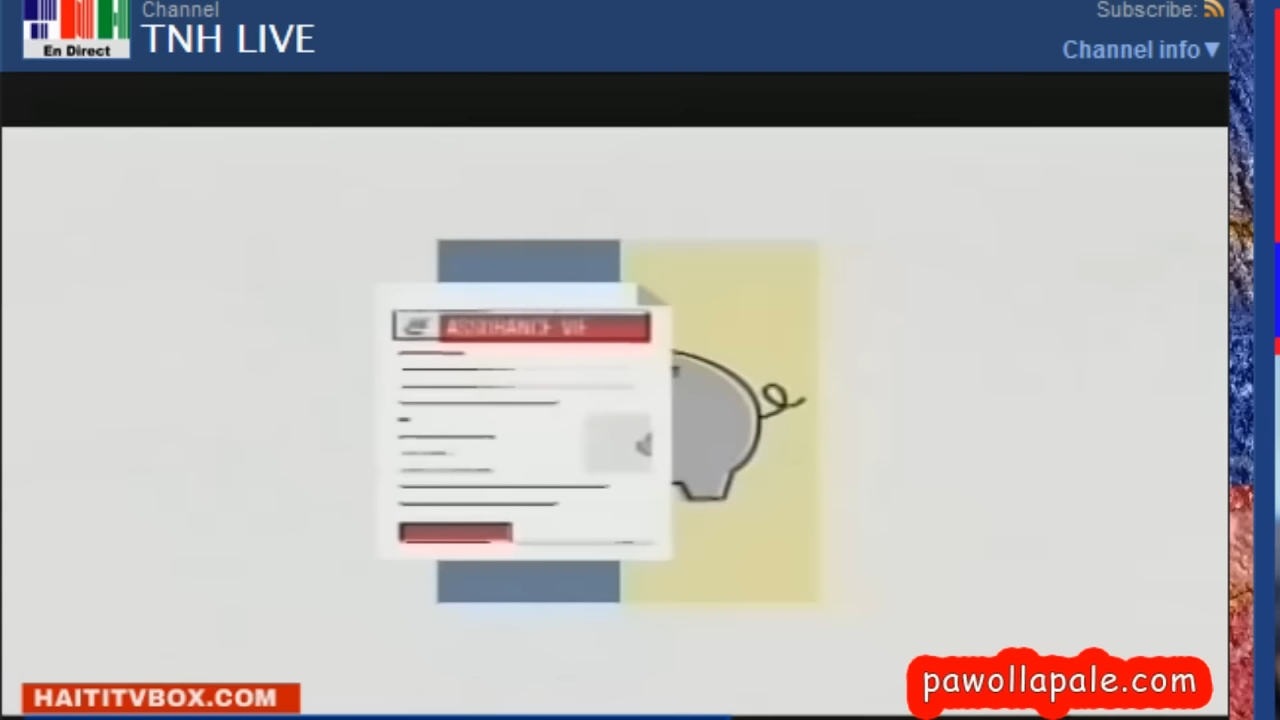 Channel
Subscribe:
TNH LIVE
En Direct
Channel info
ASSURANCE VIE
HAITITVBOX.COM
pawollapale.com